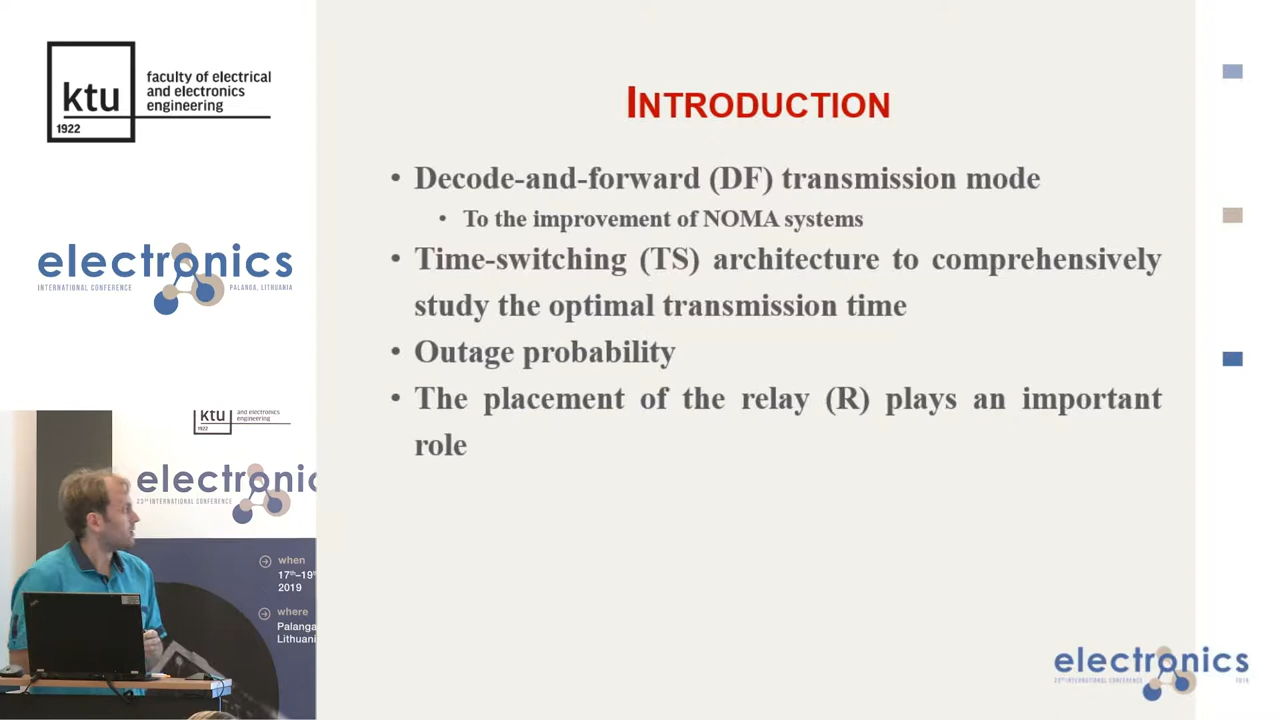 ktu
1922
faculty of electrical
and electronics
engineering
electronics
INTERNATIONAL CONFERENCE
PALANGA, LITHUANIA
INTRODUCTION
• Decode-and-forward (DF) transmission mode
• To the improvement of NOMA systems
• Time-switching (TS) architecture to comprehensively
study the optimal transmission time
• Outage probability
• The placement of the relay (R) plays an important
role
ktu
1922
and electronics
engineering
electronic
23rd INTERNATIONAL CONFERENCE
when
17th–19th
2019
where
Palanga
Lithuani
electronics
23rd INTERNATIONAL CONFERENCE